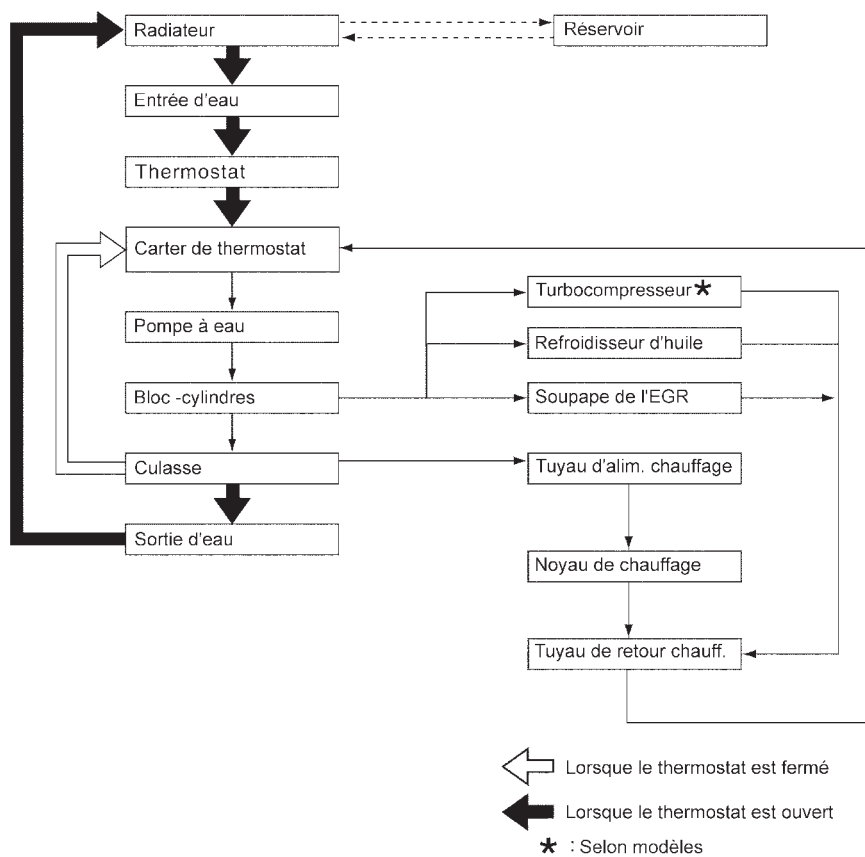 Radiateur
Réservoir
Entrée d'eau
Thermostat
Carter de thermostat
Turbocompresseur*
Pompe à eau
Refroidisseur d'huile
Bloc -cylindres
Soupape de l'EGR
Culasse
Tuyau d'alim. chauffage
Sortie d'eau
Noyau de chauffage
Tuyau de retour chauff.
Lorsque le thermostat est fermé
Lorsque le thermostat est ouvert
* : Selon modèles